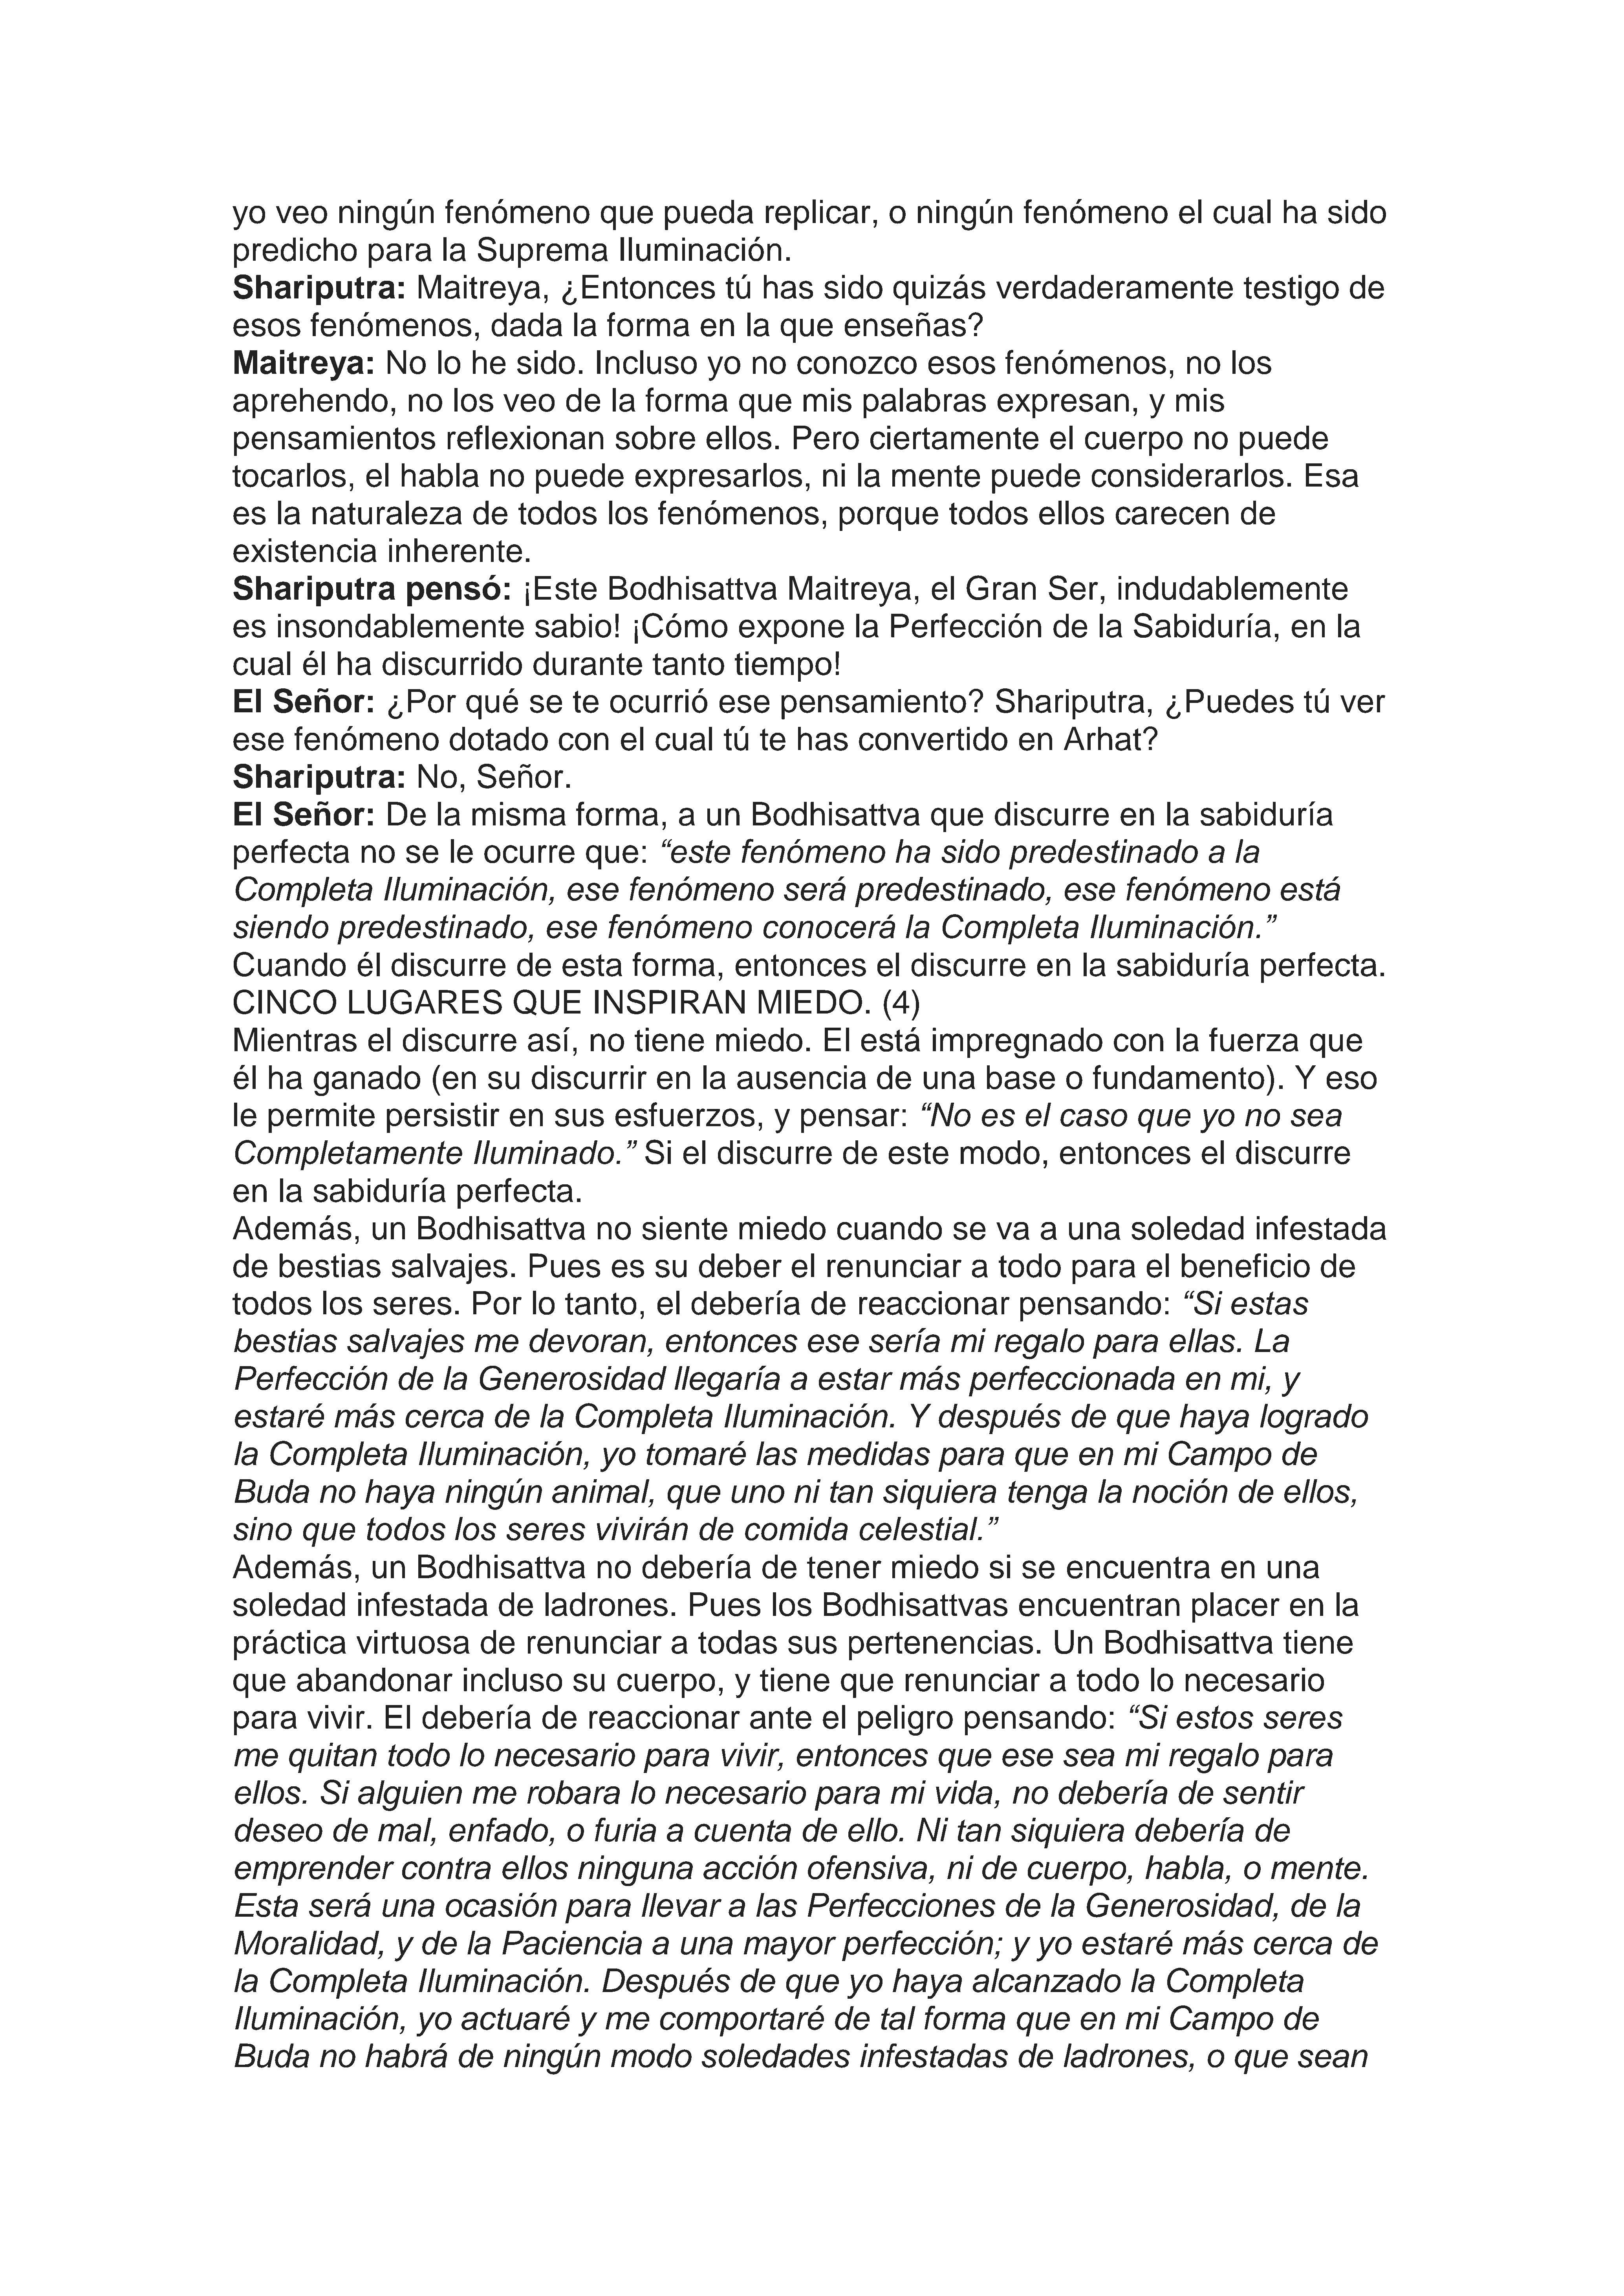 yo veo ningún fenómeno que pueda replicar, o ningún fenómeno el cual ha sido
predicho para la Suprema Iluminación.
Shariputra: Maitreya, ¿Entonces tú has sido quizás verdaderamente testigo de
esos fenómenos, dada la forma en la que enseñas?
Maitreya: No lo he sido. Incluso yo no conozco esos fenómenos, no los
aprehendo, no los veo de la forma que mis palabras expresan, y mis
pensamientos reflexionan sobre ellos. Pero ciertamente el cuerpo no puede
tocarlos, el habla no puede expresarlos, ni la mente puede considerarlos. Esa
es la naturaleza de todos los fenómenos, porque todos ellos carecen de
existencia inherente.
Shariputra pensó: ¡Este Bodhisattva Maitreya, el Gran Ser, indudablemente
es insondablemente sabio! ¡Cómo expone la Perfección de la Sabiduría, en la
cual él ha discurrido durante tanto tiempo!
El Señor: ¿Por qué se te ocurrió ese pensamiento? Shariputra, ¿Puedes tú ver
ese fenómeno dotado con el cual tú te has convertido en Arhat?
Shariputra: No, Señor.
El Señor: De la misma forma, a un Bodhisattva que discurre en la sabiduría
perfecta no se le ocurre que: “este fenómeno ha sido predestinado a la
Completa Iluminación, ese fenómeno será predestinado, ese fenómeno está
siendo predestinado, ese fenómeno conocerá la Completa Iluminación.”
Cuando él discurre de esta forma, entonces el discurre en la sabiduría perfecta.
CINCO LUGARES QUE INSPIRAN MIEDO. (4)
Mientras el discurre así, no tiene miedo. El está impregnado con la fuerza que
él ha ganado (en su discurrir en la ausencia de una base o fundamento). Y eso
le permite persistir en sus esfuerzos, y pensar: “No es el caso que yo no sea
Completamente Iluminado.” Si el discurre de este modo, entonces el discurre
en la sabiduría perfecta.
Además, un Bodhisattva no siente miedo cuando se va a una soledad infestada
de bestias salvajes. Pues es su deber el renunciar a todo para el beneficio de
todos los seres. Por lo tanto, el debería de reaccionar pensando: “Si estas
bestias salvajes me devoran, entonces ese sería mi regalo para ellas. La
Perfección de la Generosidad llegaría a estar más perfeccionada en mi, y
estaré más cerca de la Completa Iluminación. Y después de que haya logrado
la Completa Iluminación, yo tomaré las medidas para que en mi Campo de
Buda no haya ningún animal, que uno ni tan siquiera tenga la noción de ellos,
sino que todos los seres vivirán de comida celestial.”
Además, un Bodhisattva no debería de tener miedo si se encuentra en una
soledad infestada de ladrones. Pues los Bodhisattvas encuentran placer en la
práctica virtuosa de renunciar a todas sus pertenencias. Un Bodhisattva tiene
que abandonar incluso su cuerpo, y tiene que renunciar a todo lo necesario
para vivir. El debería de reaccionar ante el peligro pensando: “Si estos seres
me quitan todo lo necesario para vivir, entonces que ese sea mi regalo para
ellos. Si alguien me robara lo necesario para mi vida, no debería de sentir
deseo de mal, enfado, o furia a cuenta de ello. Ni tan siquiera debería de
emprender contra ellos ninguna acción ofensiva, ni de cuerpo, habla, o mente.
Esta será una ocasión para llevar a las Perfecciones de la Generosidad, de la
Moralidad, y de la Paciencia a una mayor perfección; y yo estaré más cerca de
la Completa Iluminación. Después de que yo haya alcanzado la Completa
Iluminación, yo actuaré y me comportaré de tal forma que en mi Campo de
Buda no habrá de ningún modo soledades infestadas de ladrones, o que sean